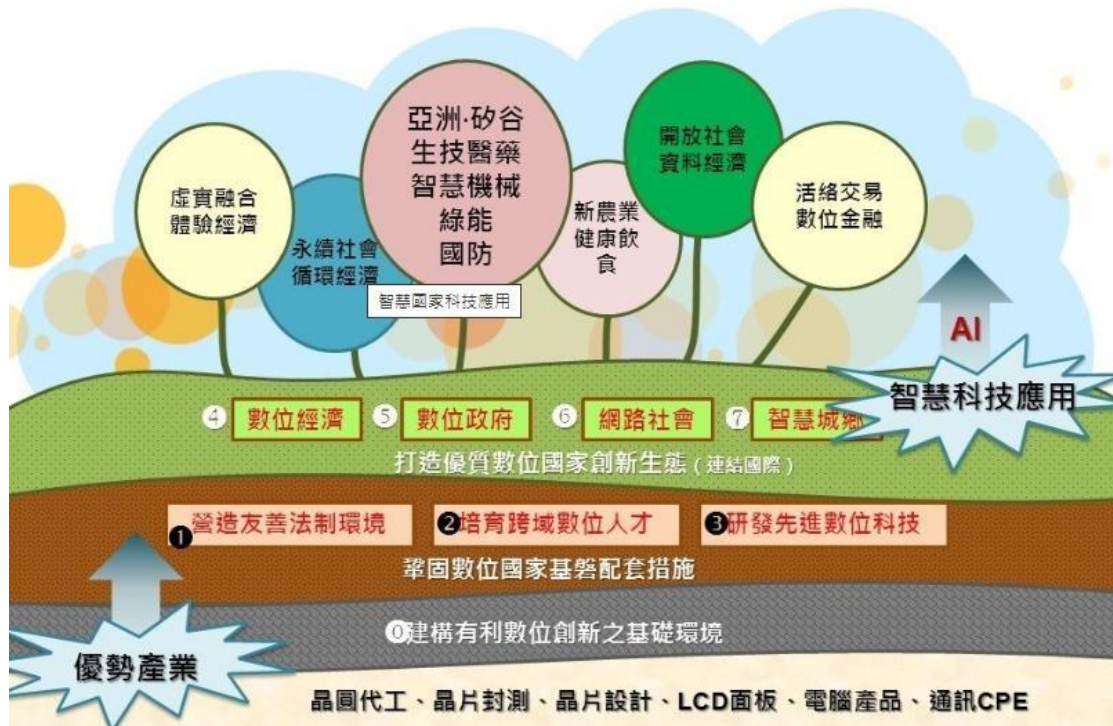 亞洲·矽谷
生技醫藥
智慧機械
綠能
國防
虛實融合
體驗經濟
永續社會
循環經濟
新農業
健康飲
食
開放社會
資料經濟
活絡交易
數位金融
智慧國家科技應用
AI
智慧科技應用
4 數位經濟 5 數位政府 6 網路社會 7 智慧城鄉
打造優質數位國家創新生態(連結國際)
1 營造友善法制環境 2 培育跨域數位人才 3 研發先進數位科技
鞏固數位國家基磐配套措施
0 建構有利數位創新之基礎環境
優勢產業
晶圓代工、晶片封測、晶片設計、LCD面板、電腦產品、通訊CPE